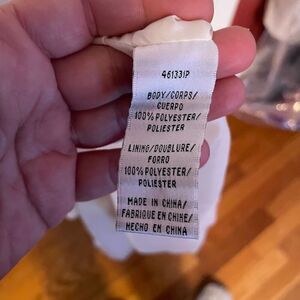 461331P
BODY/CORPS/
CUERPO
100% POLYESTER/
POLIESTER
LINING/DOUBLURE/
FORRO
100% POLYESTER/
POLIESTER
MADE IN CHINA/
FABRIQUE EN CHINE/
HECHO EN CHINA